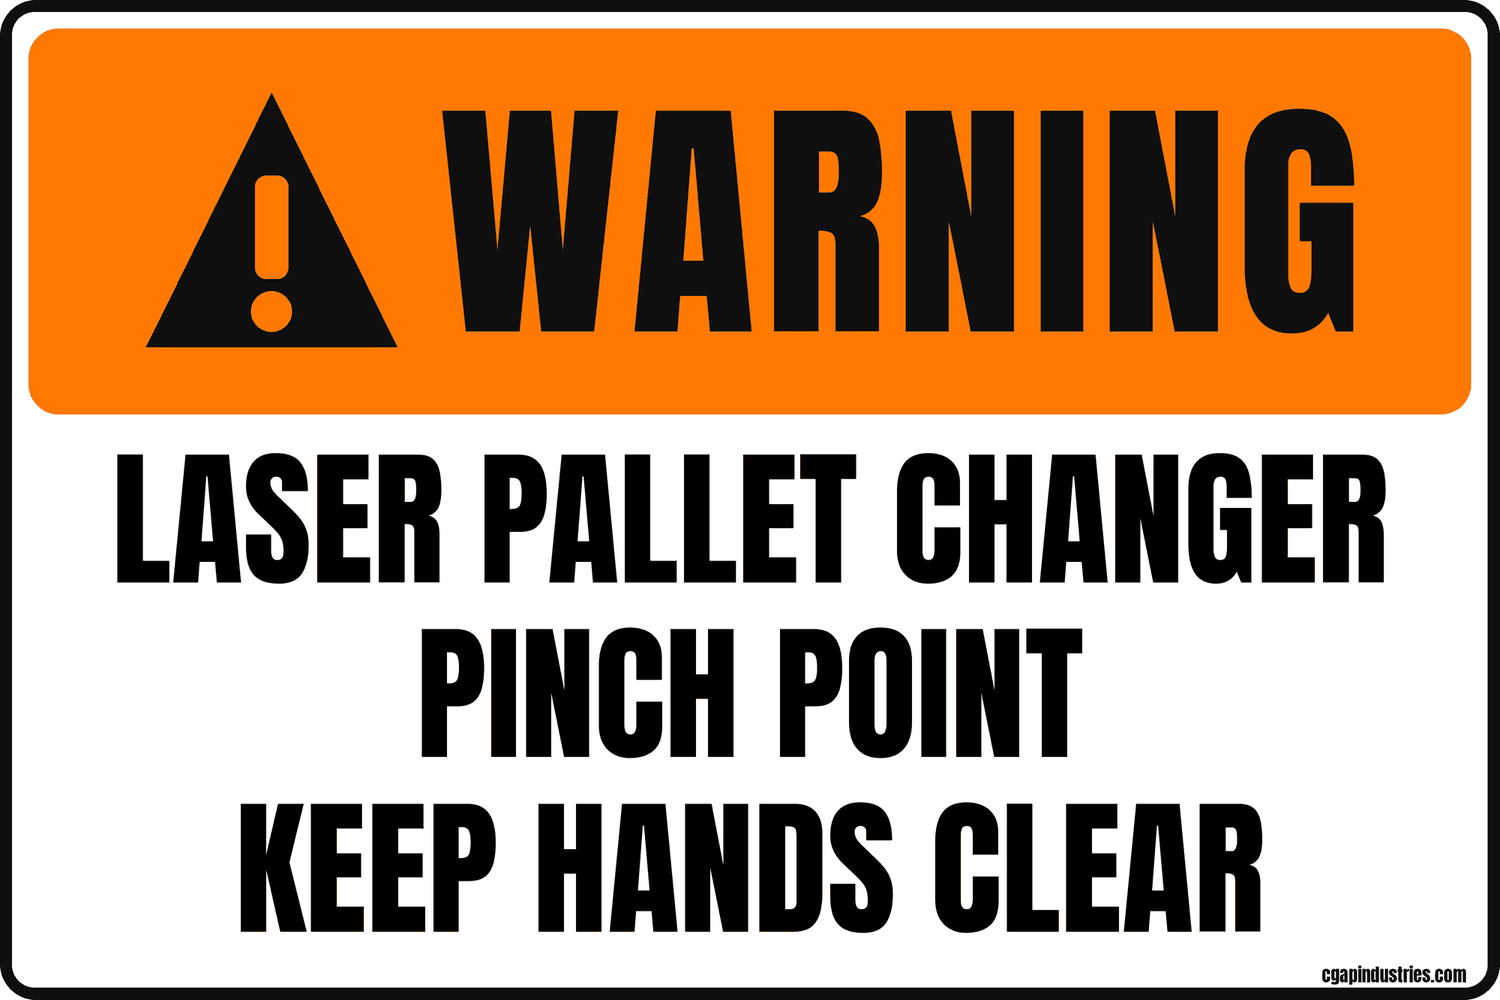 WARNING
LASER PALLET CHANGER
PINCH POINT
KEEP HANDS CLEAR
cgapindustries.com